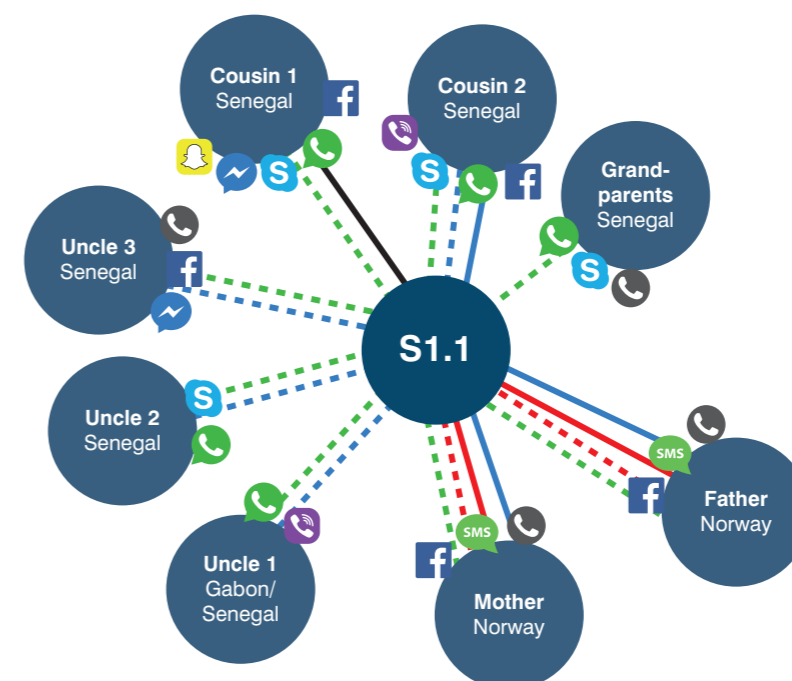 Cousin 1
Senegal
Cousin 2
Senegal
Grand-
parents
Senegal
Uncle 3
Senegal
S1.1
Uncle 2
Senegal
Uncle 1
Gabon/
Senegal
SMS
Mother
Norway
SMS
Father
Norway